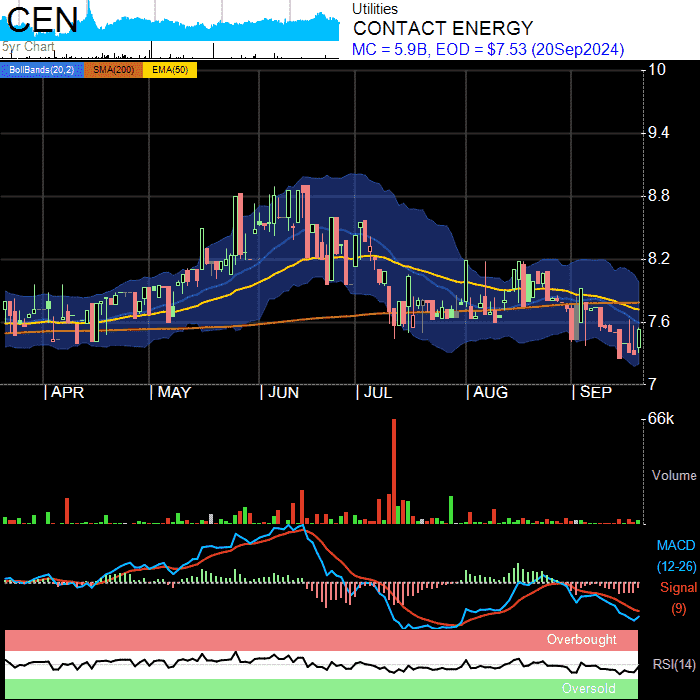 CEN
5yr Chart
Utilities
CONTACT ENERGY
MC = 5.9B, EOD = $7.53 (20Sep2024)
BollBands(20,2) SMA(200) EMA(50)
10
9.4
8.8
8.2
7.6
7
APR MAY JUN JUL AUG SEP
66k
Volume
MACD
(12-26)
Signal
(9)
Overbought
RSI(14)
Oversold